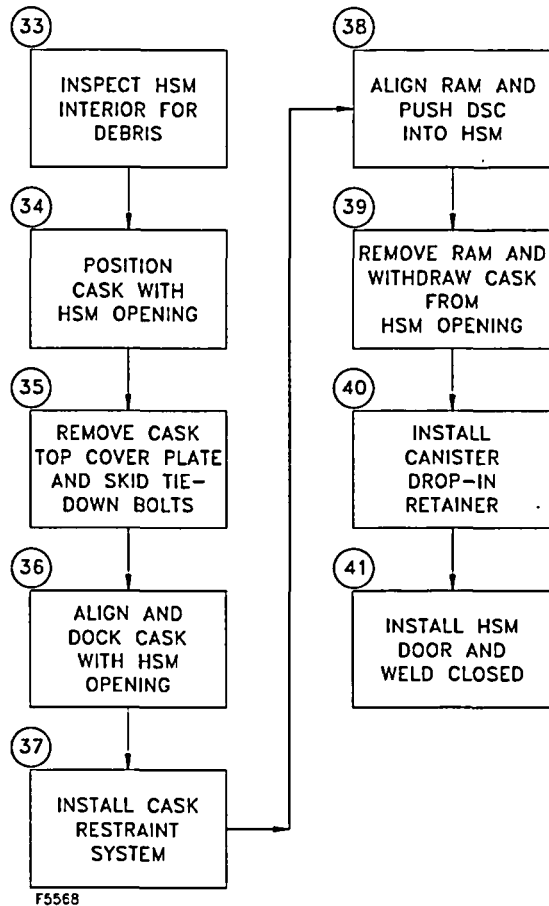 33
INSPECT HSM
INTERIOR FOR
DEBRIS
34
POSITION
CASK WITH
HSM OPENING
35
REMOVE CASK
TOP COVER PLATE
AND SKID TIE-
DOWN BOLTS
36
ALIGN AND
DOCK CASK
WITH HSM
OPENING
37
INSTALL CASK
RESTRAINT
SYSTEM
38
ALIGN RAM AND
PUSH DSC
INTO HSM
39
REMOVE RAM AND
WITHDRAW CASK
FROM
HSM OPENING
40
INSTALL
CANISTER
DROP-IN
RETAINER
41
INSTALL HSM
DOOR AND
WELD CLOSED
F5568